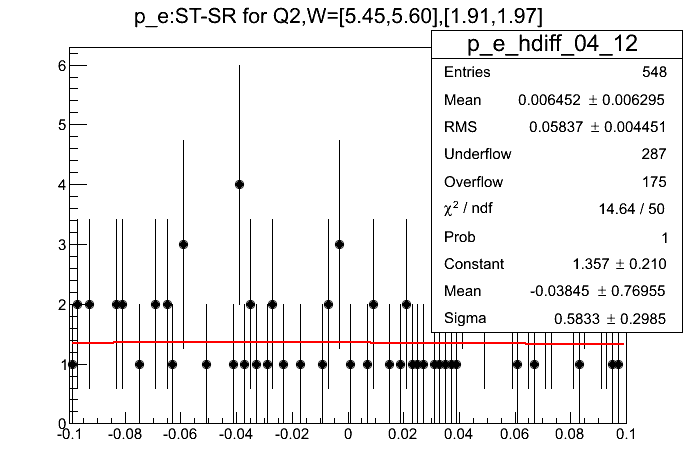 p_e:ST-SR for Q2,W=[5.45,5.60],[1.91,1.97]
p_e_hdiff_04_12
Entries 548
Mean 0.006452 ± 0.006295
RMS 0.05837 ± 0.004451
Underflow 287
Overflow 175
χ² / ndf 14.64 / 50
Prob 1
Constant 1.357 ± 0.210
Mean -0.03845 ± 0.76955
Sigma 0.5833 ± 0.2985
6
5
4
3
2
1
0
-0.1 -0.08 -0.06 -0.04 -0.02 0 0.02 0.04 0.06 0.08 0.1